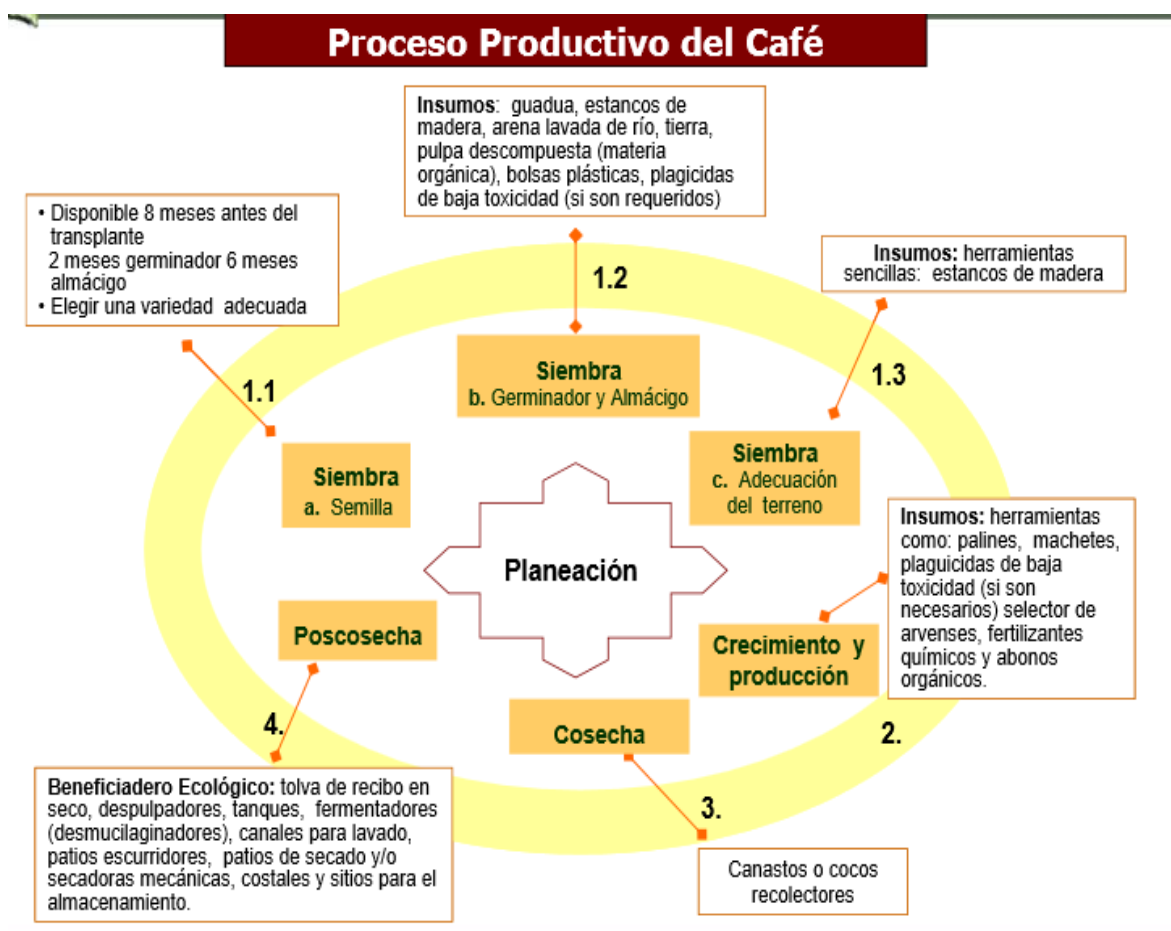 Proceso Productivo del Café
Insumos: guadua, estancos de
madera, arena lavada de río, tierra,
pulpa descompuesta (materia
orgénica), bolsas plásticas, plagicidas
de baja toxicidad (si son requeridos)
• Disponible 8 meses antes del
transplante
2 meses germinador 6 meses
almácigo
• Elegir una variedad adecuada
Insumos: herramientas
sencillas: estancos de madera
1.2
1.1
1.3
Siembra
b. Germinador y Almácigo
Siembra
a. Semilla
Siembra
c. Adecuación
del terreno
Planeación
Insumos: herramientas
como: palines, machetes,
plaguicidas de baja
toxicidad (si son
necesarios) selector de
arvenses, fertilizantes
químicos y abonos
orgánicos.
Poscosecha
Crecimiento y
producción
Cosecha
4.
2.
3.
Beneficiadero Ecológico: tolva de recibo en
seco, despulpadores, tanques, fermentadores
(desmucilaginadores), canales para lavado,
patios escurridores, patios de secado y/o
secadoras mecánicas, costales y sitios para el
almacenamiento.
Canastos o cocos
recolectores